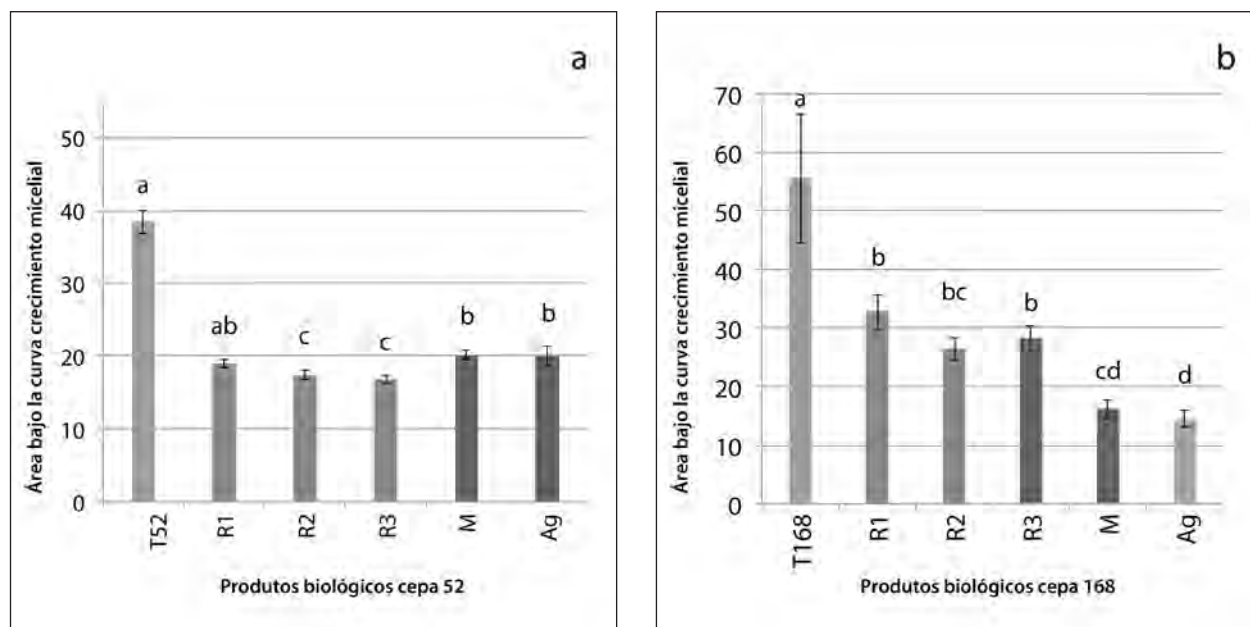 a
Área bajo la curva crecimiento micelial
50
40
30
20
10
0
a
ab
c
c
b
b
T52
R1
R2
R3
M
Ag
Produtos biológicos cepa 52
b
Área bajo la curva crecimiento micelial
70
60
50
40
30
20
10
0
a
b
bc
b
cd
d
T168
R1
R2
R3
M
Ag
Produtos biológicos cepa 168